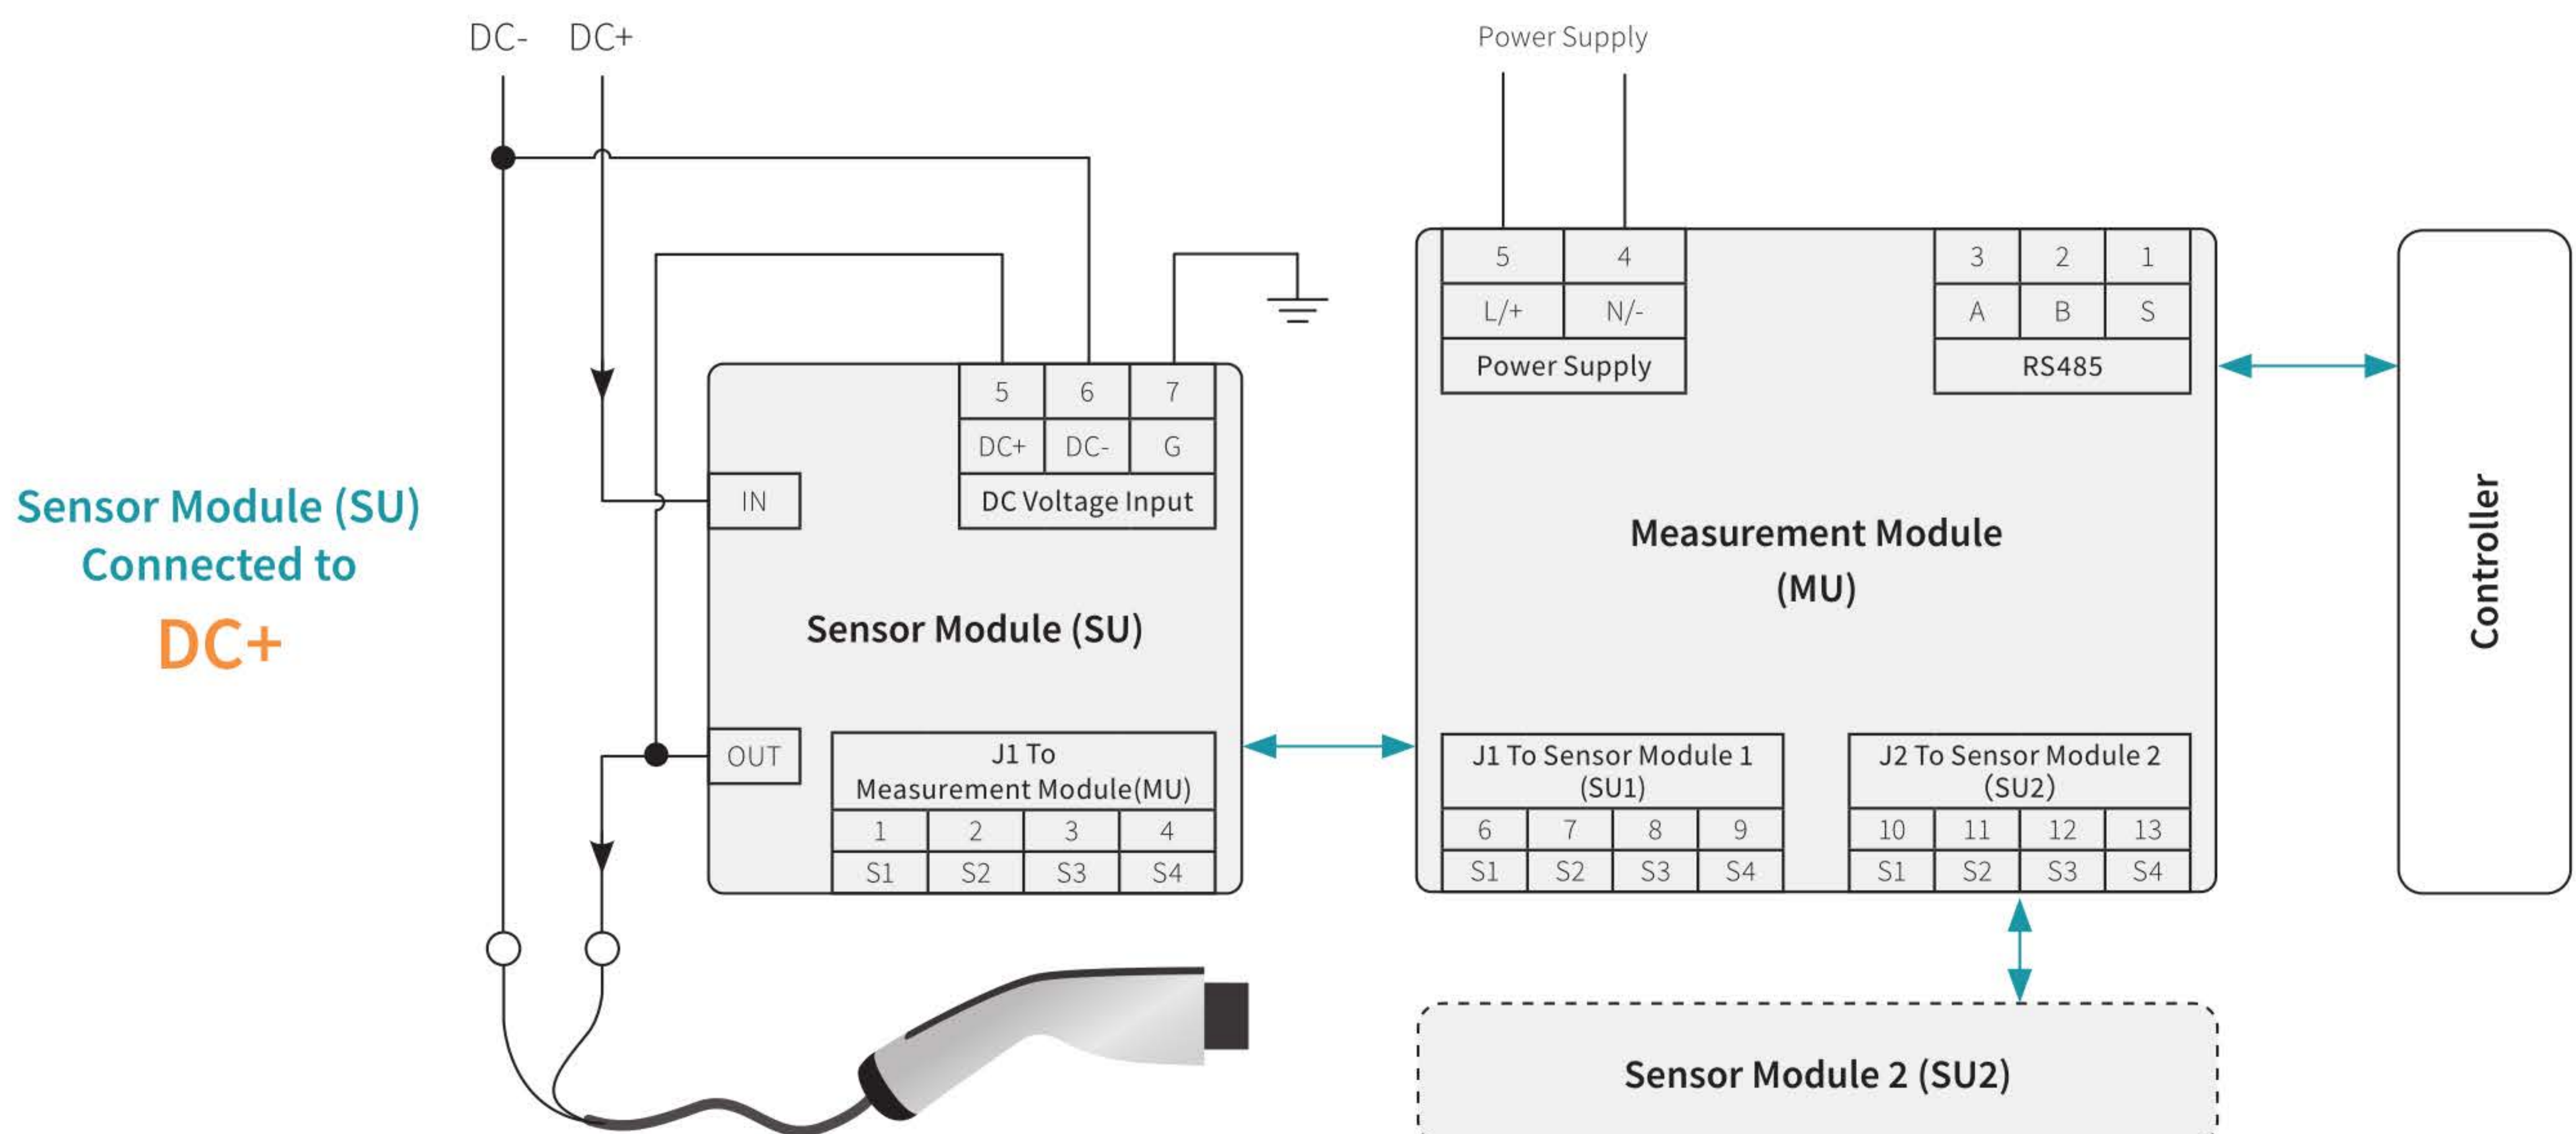 DC-
DC+
Power Supply
Sensor Module (SU)
Connected to
DC+
5 6 7
DC+ DC- G
DC Voltage Input
IN
OUT
Sensor Module (SU)
J1 To
Measurement Module(MU)
1 2 3 4
S1 S2 S3 S4
5 4
L/+ N/-
Power Supply
3 2 1
A B S
RS485
Measurement Module
(MU)
J1 To Sensor Module 1
(SU1)
6 7 8 9
S1 S2 S3 S4
J2 To Sensor Module 2
(SU2)
10 11 12 13
S1 S2 S3 S4
Controller
Sensor Module 2 (SU2)